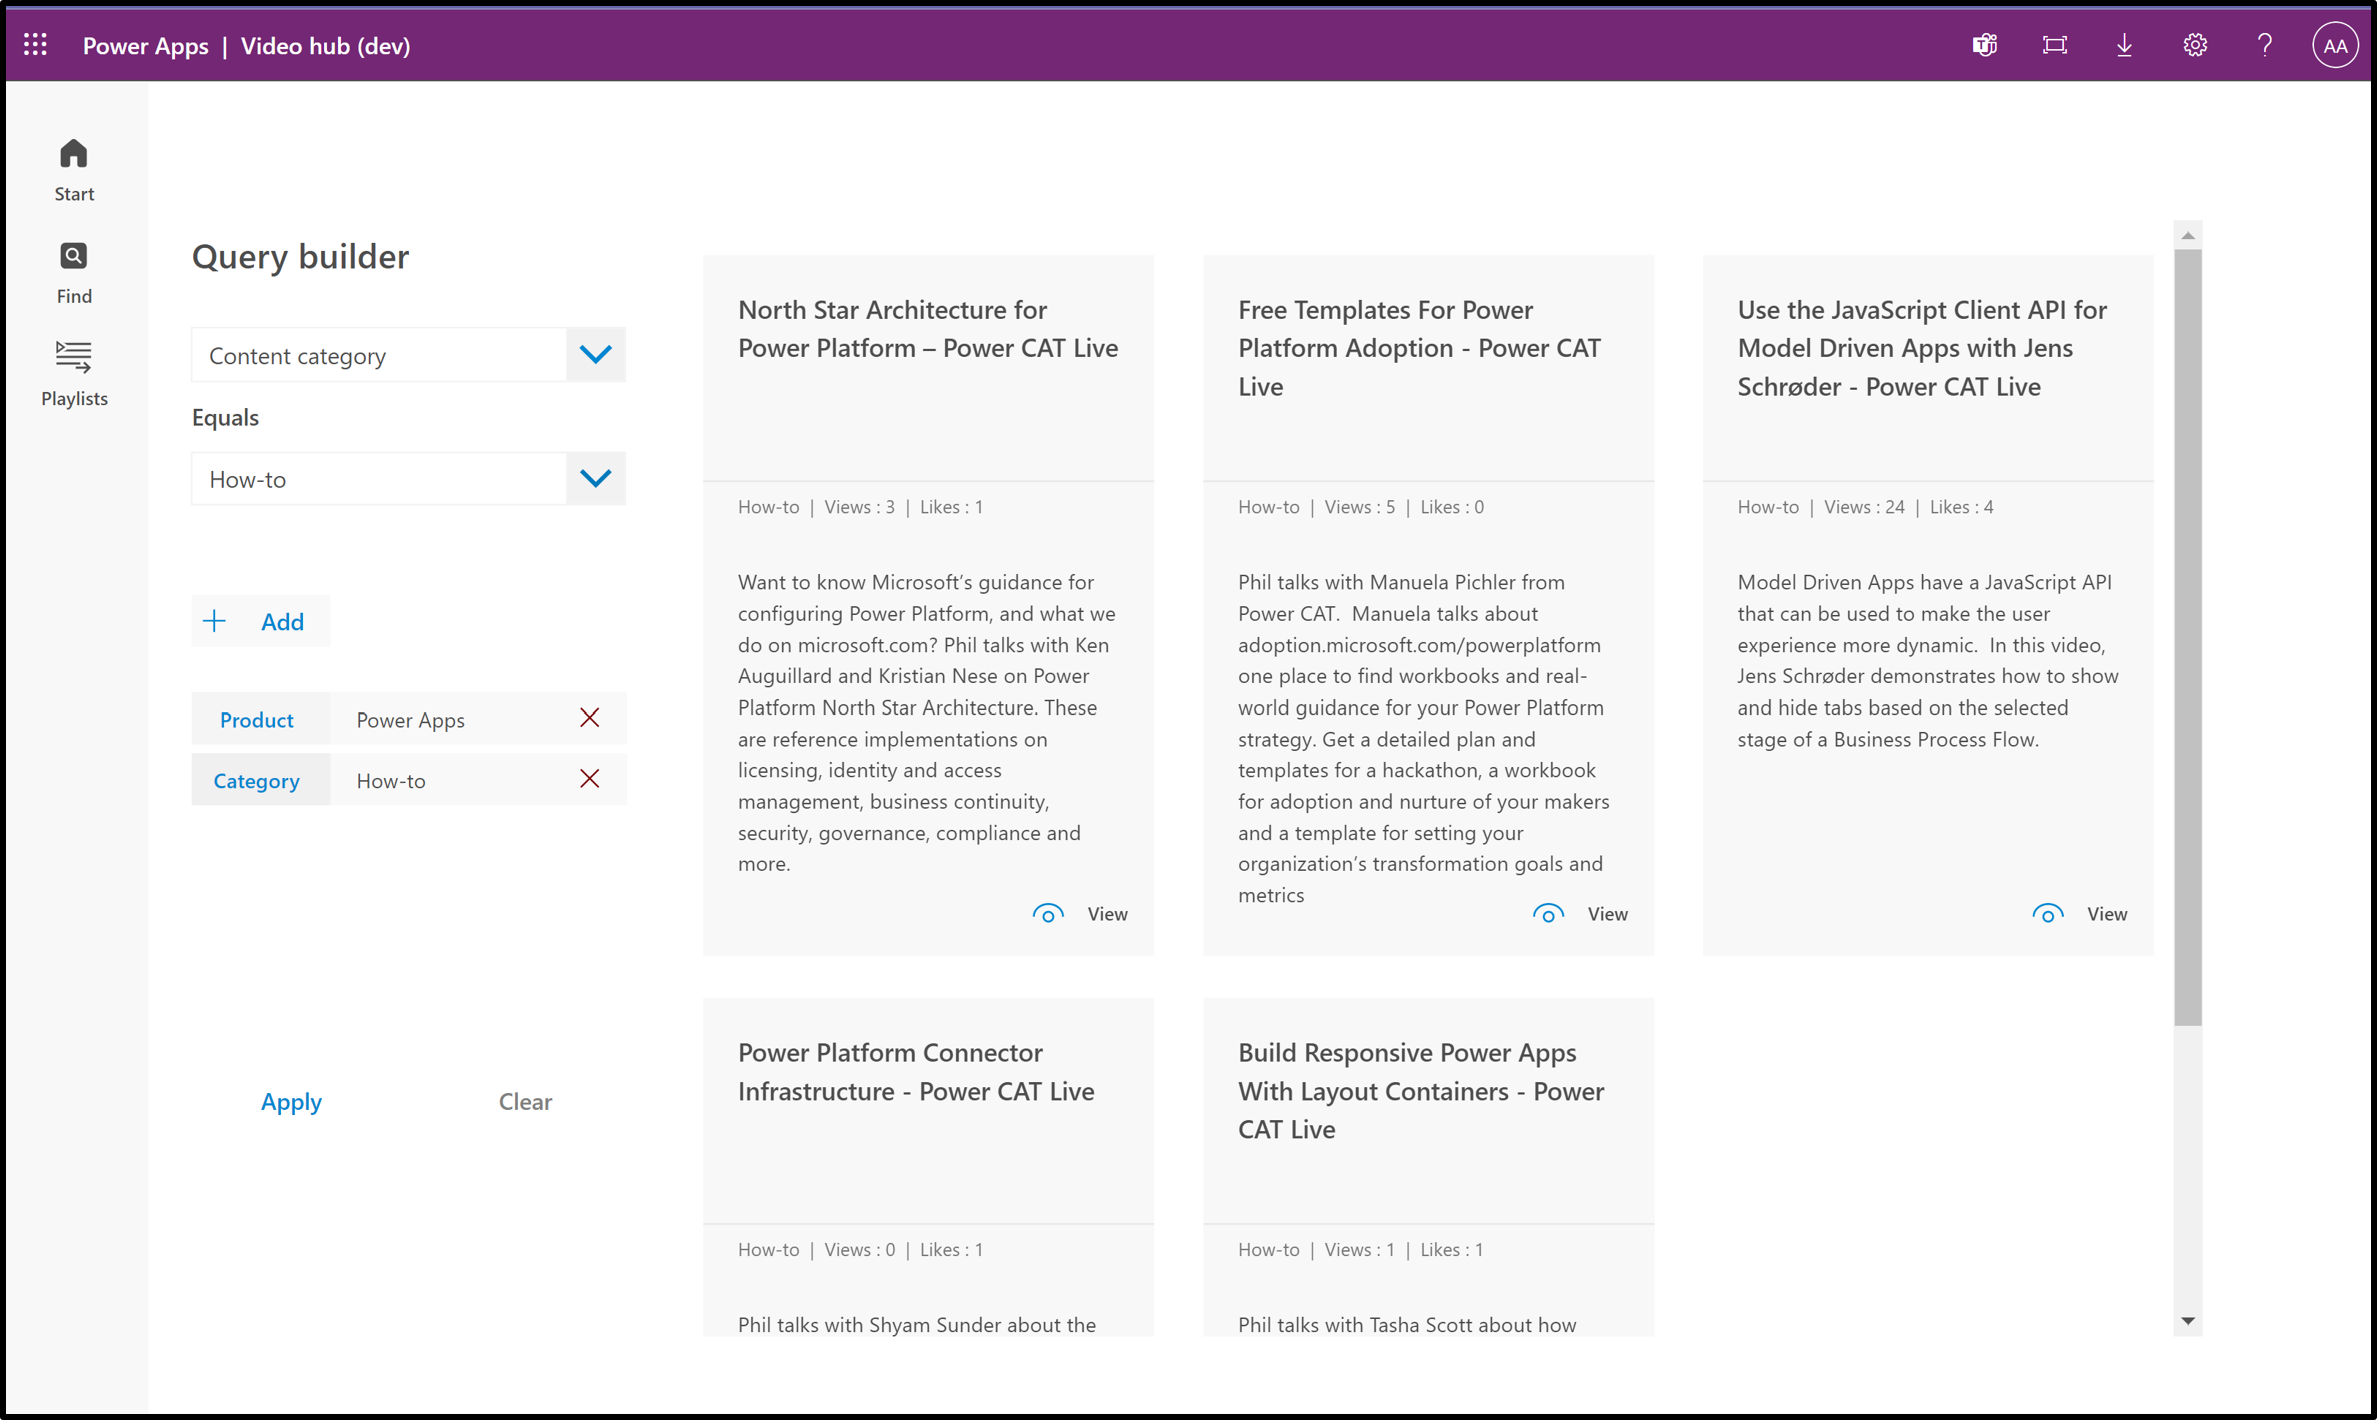 Power Apps | Video hub (dev)
AA
Start
Find
Playlists
Query builder
Content category
Equals
How-to
Add
Product Power Apps
Category How-to
Apply Clear
North Star Architecture for
Power Platform – Power CAT Live
How-to | Views : 3 | Likes : 1
Want to know Microsoft’s guidance for
configuring Power Platform, and what we
do on microsoft.com? Phil talks with Ken
Auguillard and Kristian Nese on Power
Platform North Star Architecture. These
are reference implementations on
licensing, identity and access
management, business continuity,
security, governance, compliance and
more.
View
Free Templates For Power
Platform Adoption - Power CAT
Live
How-to | Views : 5 | Likes : 0
Phil talks with Manuela Pichler from
Power CAT.  Manuela talks about
adoption.microsoft.com/powerplatform
one place to find workbooks and real-
world guidance for your Power Platform
strategy. Get a detailed plan and
templates for a hackathon, a workbook
for adoption and nurture of your makers
and a template for setting your
organization’s transformation goals and
metrics
View
Use the JavaScript Client API for
Model Driven Apps with Jens
Schrøder - Power CAT Live
How-to | Views : 24 | Likes : 4
Model Driven Apps have a JavaScript API
that can be used to make the user
experience more dynamic.  In this video,
Jens Schrøder demonstrates how to show
and hide tabs based on the selected
stage of a Business Process Flow.
View
Power Platform Connector
Infrastructure - Power CAT Live
How-to | Views : 0 | Likes : 1
Phil talks with Shyam Sunder about the
Build Responsive Power Apps
With Layout Containers - Power
CAT Live
How-to | Views : 1 | Likes : 1
Phil talks with Tasha Scott about how